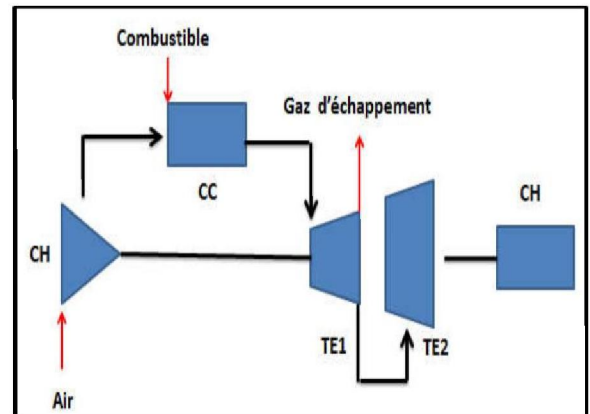 Combustible
Gaz d'échappement
CH
CC
CH
TE1
TE2
Air